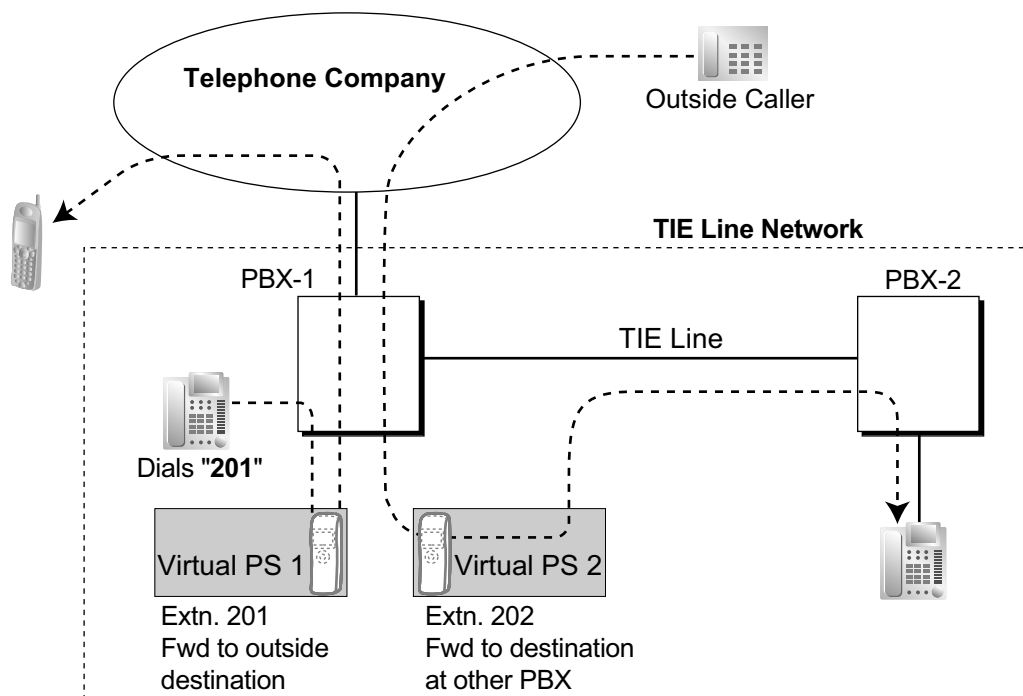 Telephone Company
Outside Caller
TIE Line Network
PBX-1
PBX-2
TIE Line
Dials "201"
Virtual PS 1
Virtual PS 2
Extn. 201
Fwd to outside
destination
Extn. 202
Fwd to destination
at other PBX